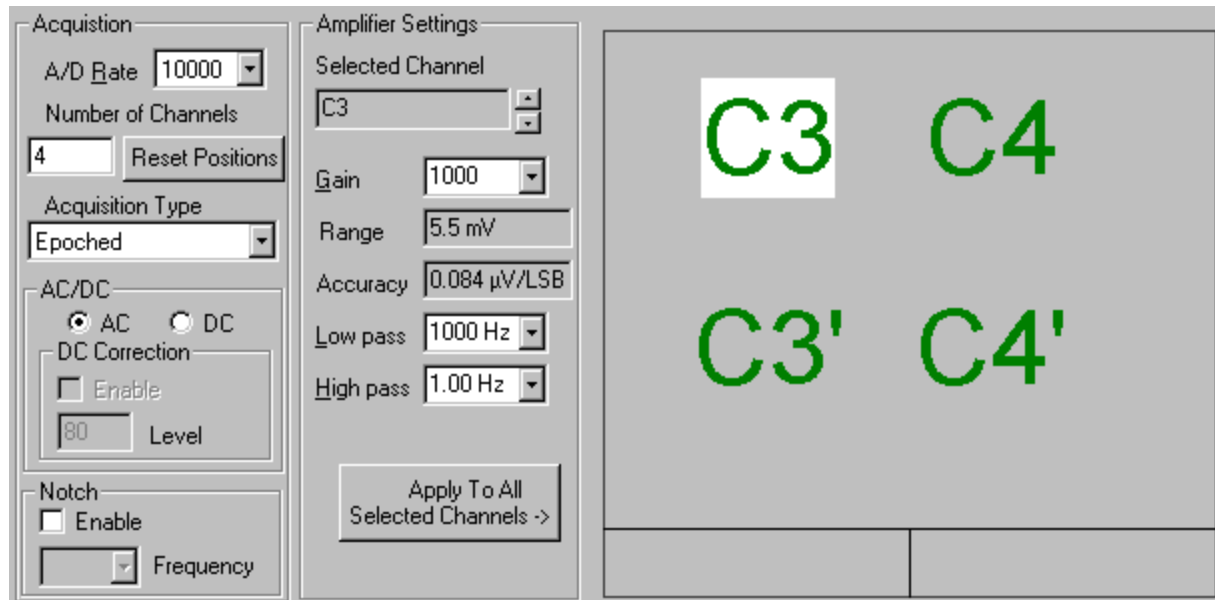 Acquistion
A/D Rate 10000
Number of Channels
4 Reset Positions
Acquisition Type
Epoched
AC/DC
AC DC
DC Correction
Enable
80 Level
Notch
Enable
Frequency
Amplifier Settings
Selected Channel
C3
Gain 1000
Range 5.5 mV
Accuracy 0.084 µV/LSB
Low pass 1000 Hz
High pass 1.00 Hz
Apply To All
Selected Channels ->
C3 C4
C3' C4'